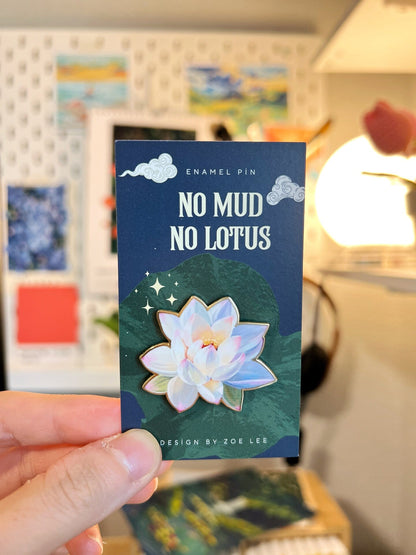 ENAMEL PIN
NO MUD
NO LOTUS
DESIGN BY ZOE LEE